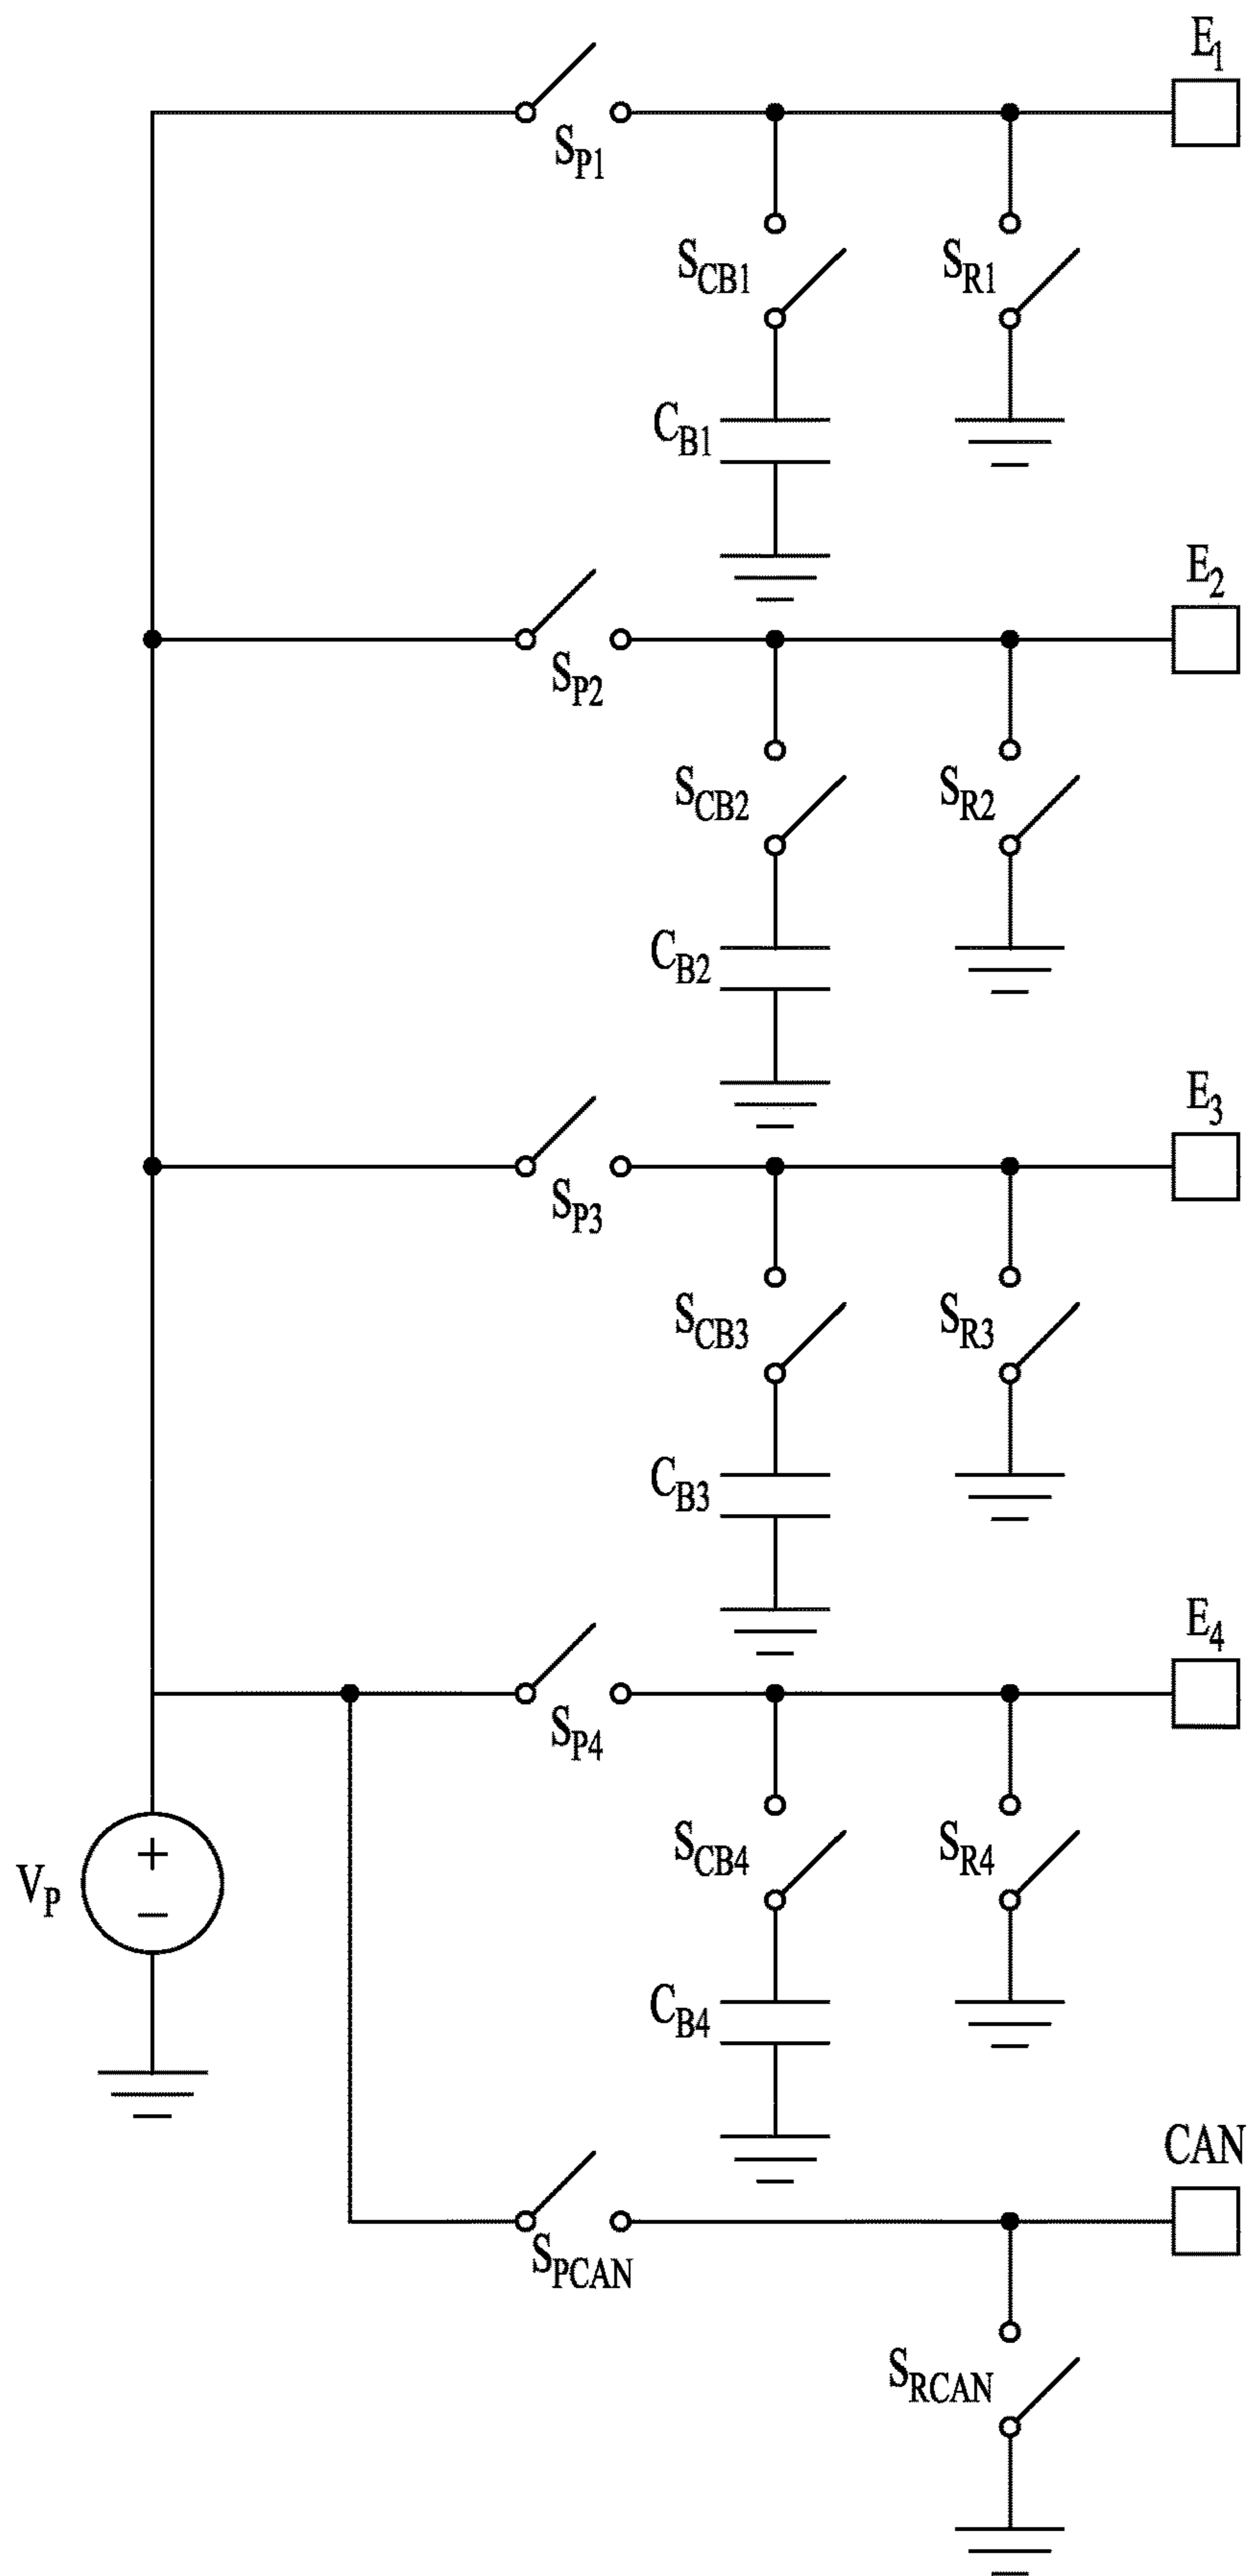 E1
SP1
SCB1
SR1
CB1
E2
SP2
SCB2
SR2
CB2
E3
SP3
SCB3
SR3
CB3
E4
SP4
SCB4
SR4
VP
+
−
CB4
CAN
SPCAN
SRCAN